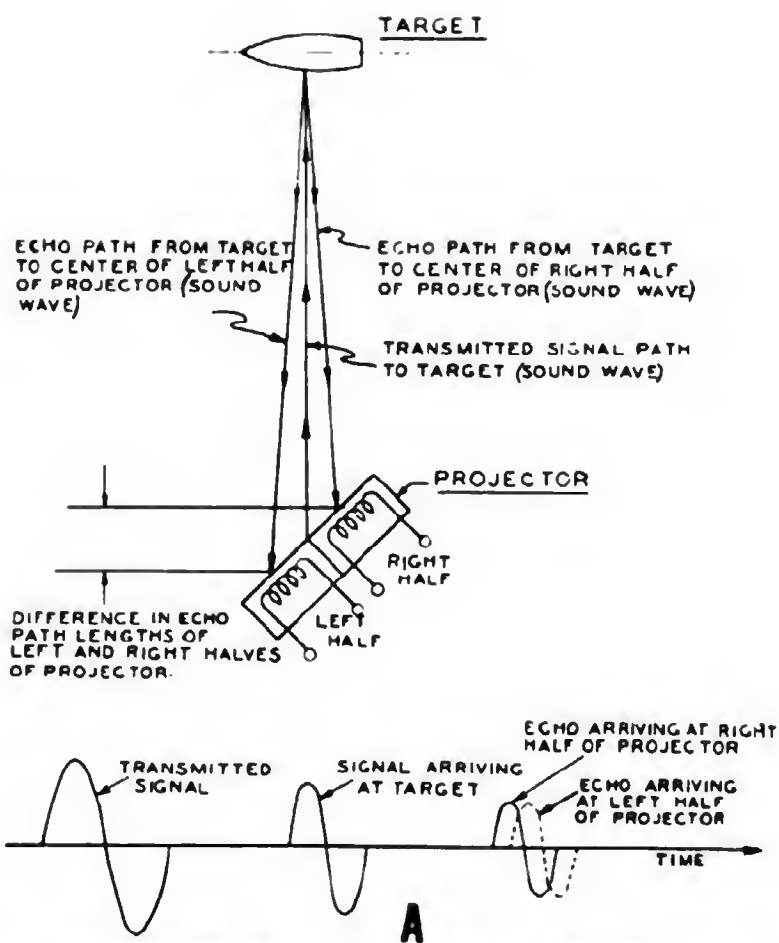 TARGET
ECHO PATH FROM TARGET
TO CENTER OF LEFT HALF
OF PROJECTOR (SOUND
WAVE)
ECHO PATH FROM TARGET
TO CENTER OF RIGHT HALF
OF PROJECTOR (SOUND WAVE)
TRANSMITTED SIGNAL PATH
TO TARGET (SOUND WAVE)
PROJECTOR
RIGHT
HALF
LEFT
HALF
DIFFERENCE IN ECHO
PATH LENGTHS OF
LEFT AND RIGHT HALVES
OF PROJECTOR.
TRANSMITTED
SIGNAL
SIGNAL ARRIVING
AT TARGET
ECHO ARRIVING AT RIGHT
HALF OF PROJECTOR
ECHO ARRIVING
AT LEFT HALF
OF PROJECTOR
TIME
A